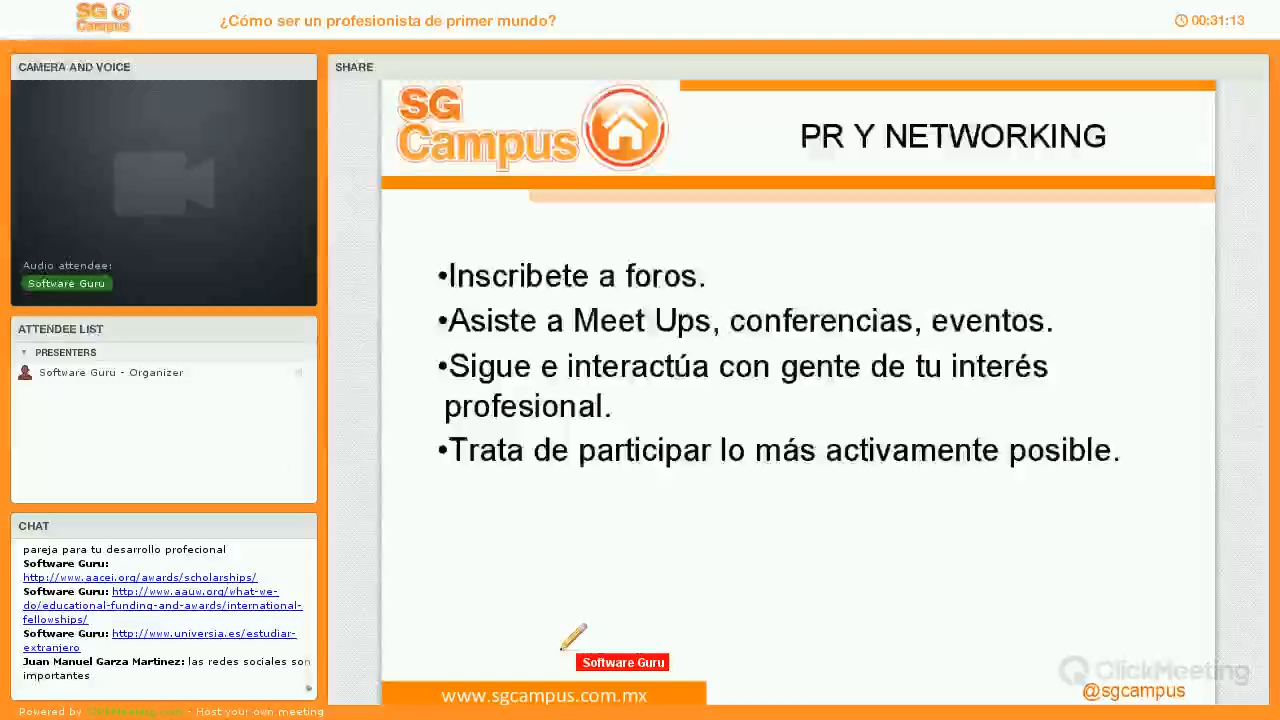 SG
Campus
¿Cómo ser un profesionista de primer mundo?
00:31:13
CAMERA AND VOICE
Audio attendee:
Software Guru
ATTENDEE LIST
PRESENTERS
Software Guru - Organizer
CHAT
pareja para tu desarrollo profecional
Software Guru:
http://www.aacei.org/awards/scholarships/
Software Guru: http://www.aauw.org/what-we-
do/educational-funding-and-awards/international-
fellowships/
Software Guru: http://www.universia.es/estudiar-
extranjero
Juan Manuel Garza Martinez: las redes sociales son
importantes
SHARE
SG
Campus
PR Y NETWORKING
•Inscribete a foros.
•Asiste a Meet Ups, conferencias, eventos.
•Sigue e interactúa con gente de tu interés
profesional.
•Trata de participar lo más activamente posible.
Software Guru
www.sgcampus.com.mx
ClickMeeting
@sgcampus
Powered by ClickMeeting.com - Host your own meeting